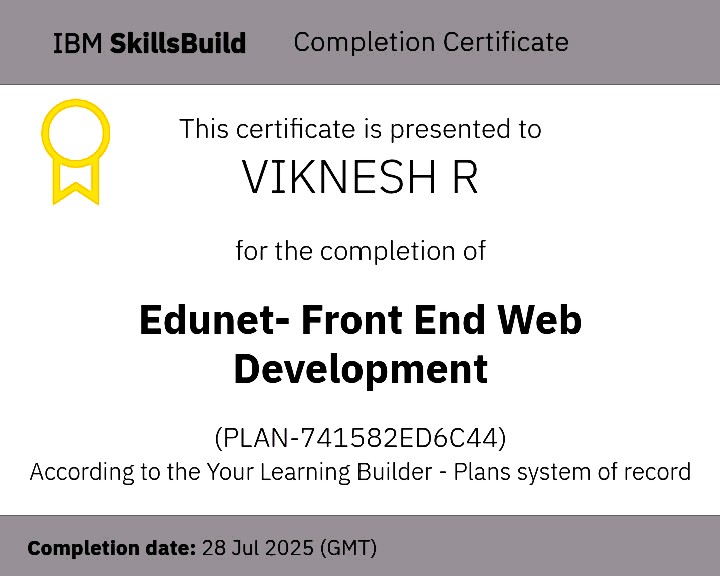 IBM SkillsBuild Completion Certificate
This certificate is presented to
VIKNESH R
for the completion of
Edunet- Front End Web
Development
(PLAN-741582ED6C44)
According to the Your Learning Builder - Plans system of record
Completion date: 28 Jul 2025 (GMT)